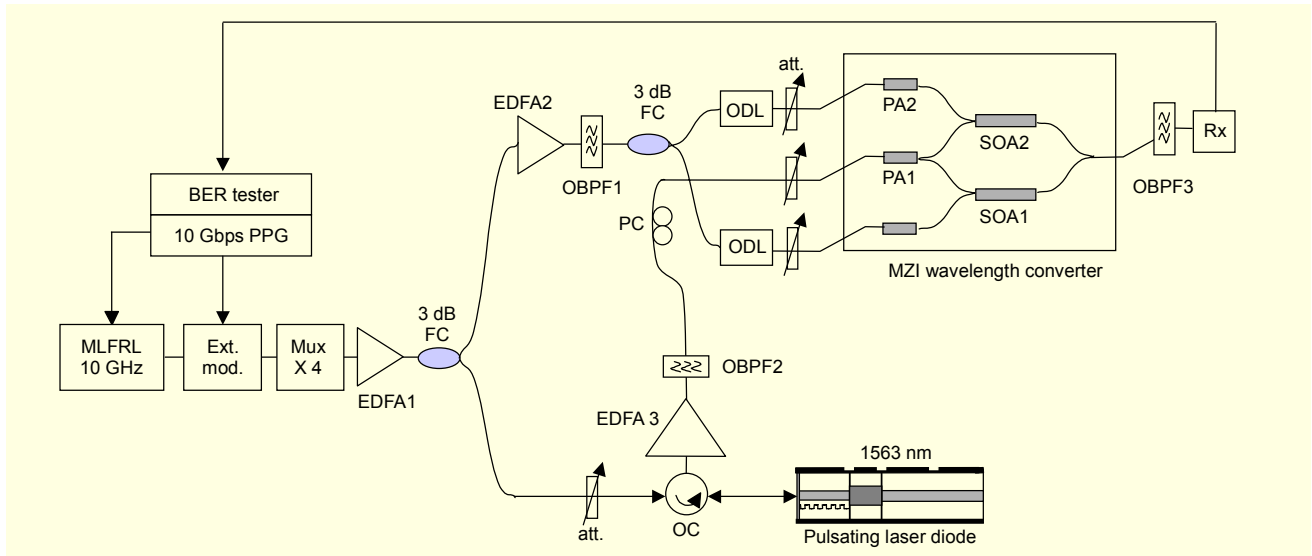 att.
3 dB
FC
EDFA2
ODL
PA2
SOA2
Rx
OBPF1
PA1
OBPF3
BER tester
10 Gbps PPG
PC
SOA1
ODL
MZI wavelength converter
3 dB
FC
MLFRL
10 GHz
Ext.
mod.
Mux
X 4
OBPF2
EDFA1
EDFA 3
1563 nm
att.
OC
Pulsating laser diode